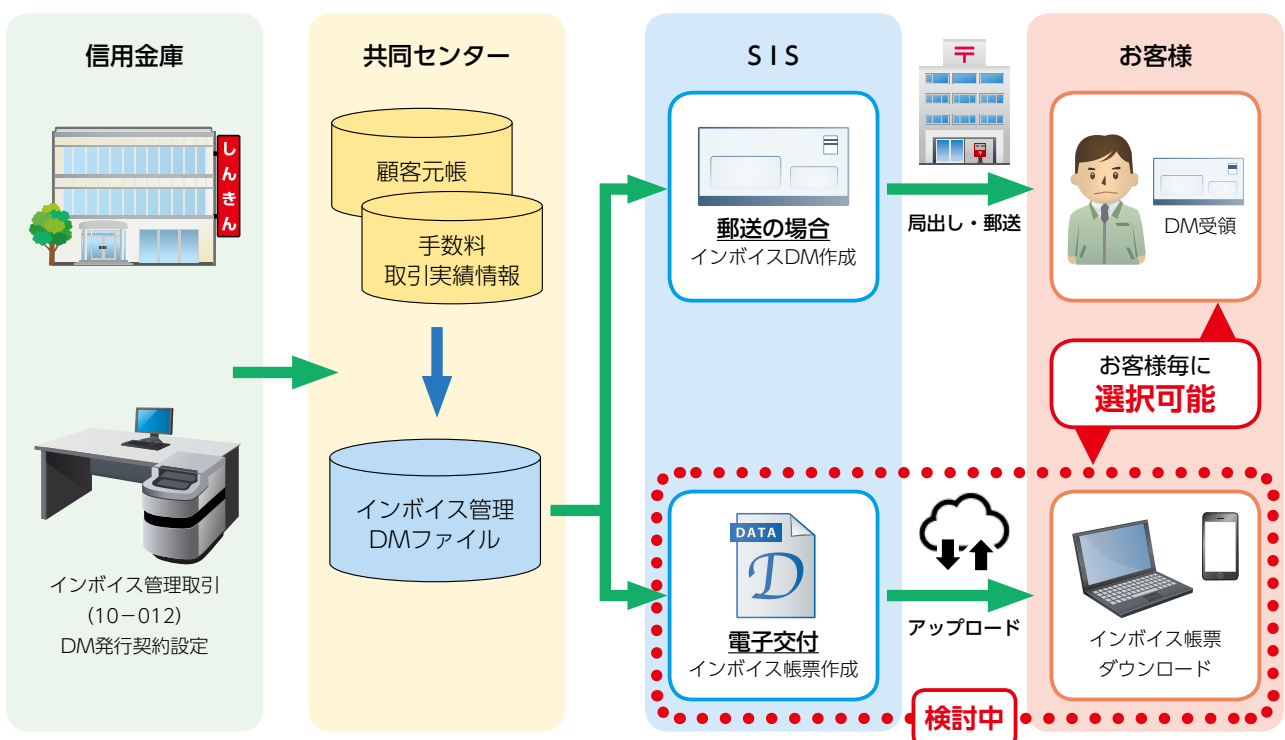 信用金庫
しんきん
インボイス管理取引
(10－012)
DM発行契約設定
共同センター
顧客元帳
手数料
取引実績情報
インボイス管理
DMファイル
SIS
郵送の場合
インボイスDM作成
DATA
D
電子交付
インボイス帳票作成
〒
局出し・郵送
アップロード
お客様
DM受領
お客様毎に
選択可能
インボイス帳票
ダウンロード
検討中